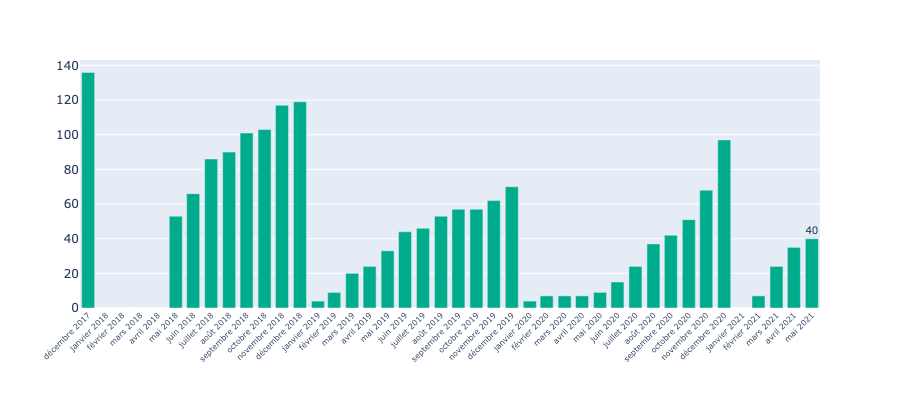 140
120
100
80
60
40
20
0
40
décembre 2017
janvier 2018
février 2018
mars 2018
avril 2018
mai 2018
juin 2018
juillet 2018
août 2018
septembre 2018
octobre 2018
novembre 2018
décembre 2018
janvier 2019
février 2019
mars 2019
avril 2019
mai 2019
juin 2019
juillet 2019
août 2019
septembre 2019
octobre 2019
novembre 2019
décembre 2019
janvier 2020
février 2020
mars 2020
avril 2020
mai 2020
juin 2020
juillet 2020
août 2020
septembre 2020
octobre 2020
novembre 2020
décembre 2020
janvier 2021
février 2021
mars 2021
avril 2021
mai 2021